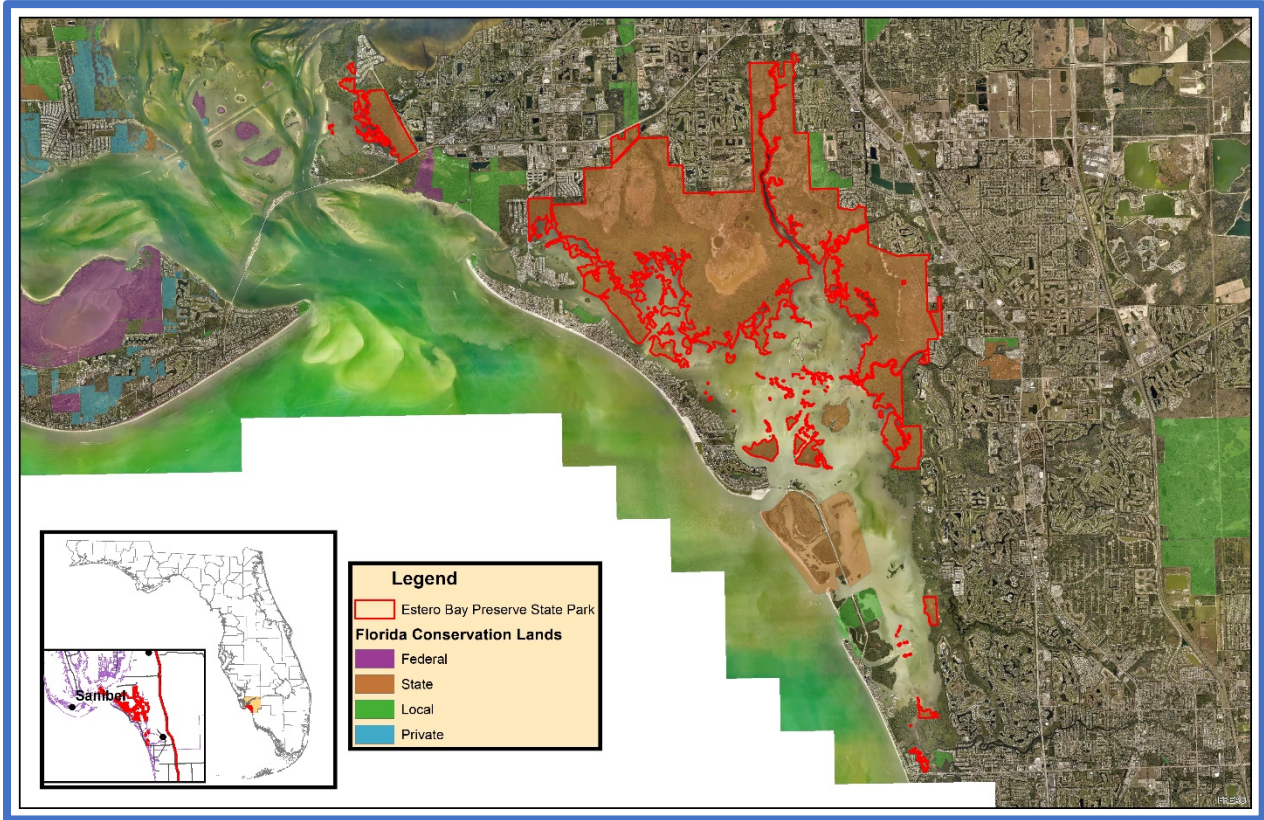 Legend
Estero Bay Preserve State Park
Florida Conservation Lands
Federal
State
Local
Private
Sanibel